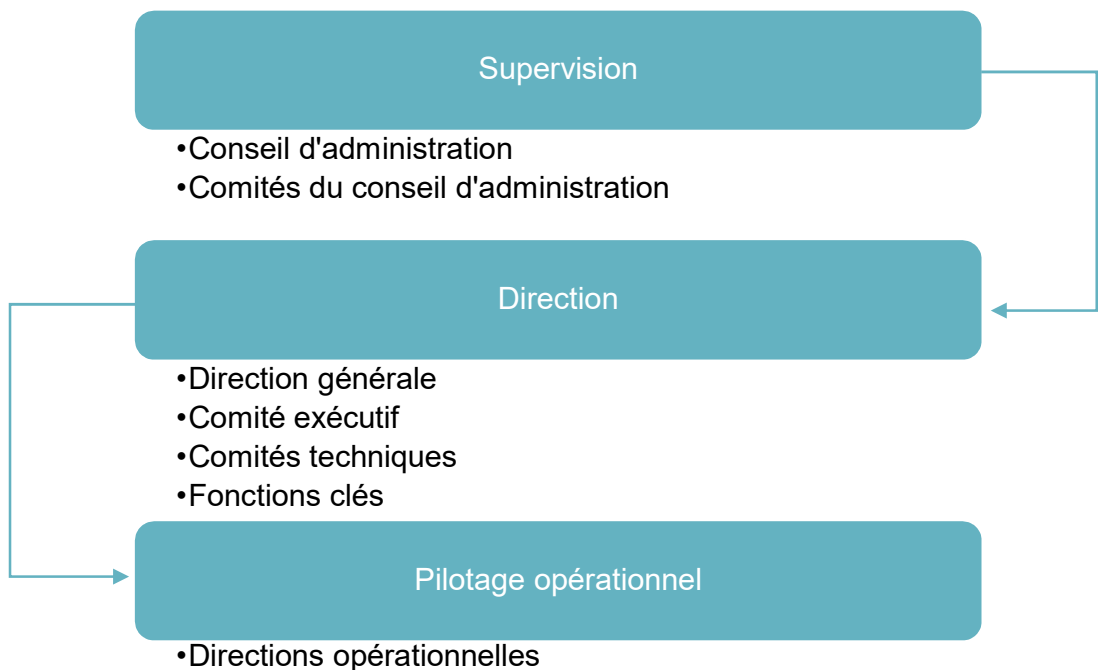 Supervision
•Conseil d'administration
•Comités du conseil d'administration
Direction
•Direction générale
•Comité exécutif
•Comités techniques
•Fonctions clés
Pilotage opérationnel
•Directions opérationnelles